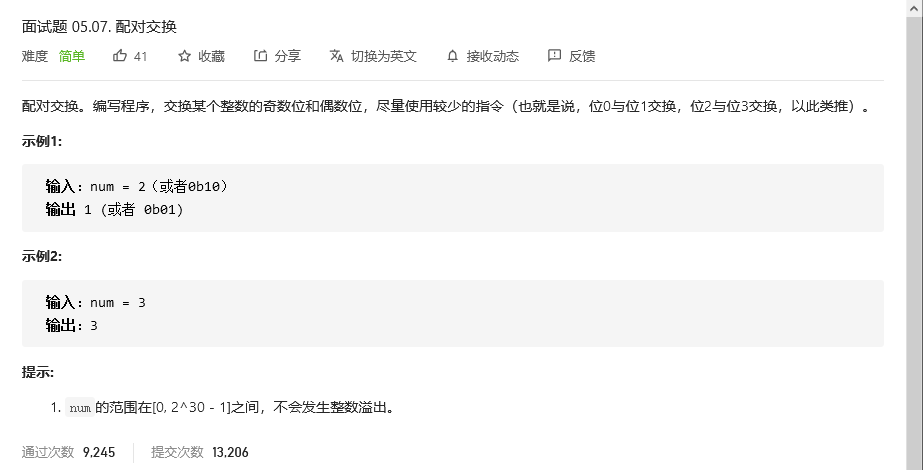 面试题 05.07. 配对交换
难度 简单 41 收藏 分享 切换为英文 接收动态 反馈
配对交换。编写程序，交换某个整数的奇数位和偶数位，尽量使用较少的指令（也就是说，位0与位1交换，位2与位3交换，以此类推）。
示例1:
输入：num = 2（或者0b10）
输出 1 (或者 0b01)
示例2:
输入：num = 3
输出：3
提示:
1. num的范围在[0, 2^30 - 1]之间，不会发生整数溢出。
通过次数 9,245 提交次数 13,206